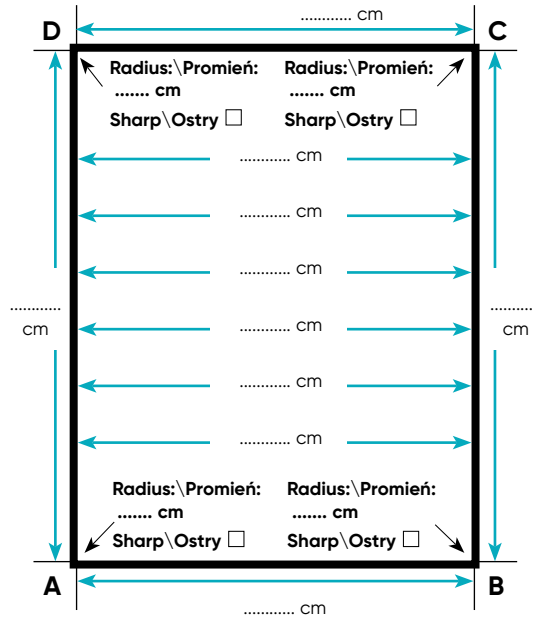 ............ cm
D C
Radius:\Promień: Radius:\Promień:
....... cm ....... cm
Sharp\Ostry □ Sharp\Ostry □
............ cm
............ cm
............ cm
............ ............
cm cm
............ cm
............ cm
............ cm
Radius:\Promień: Radius:\Promień:
....... cm ....... cm
Sharp\Ostry □ Sharp\Ostry □
A B
............ cm